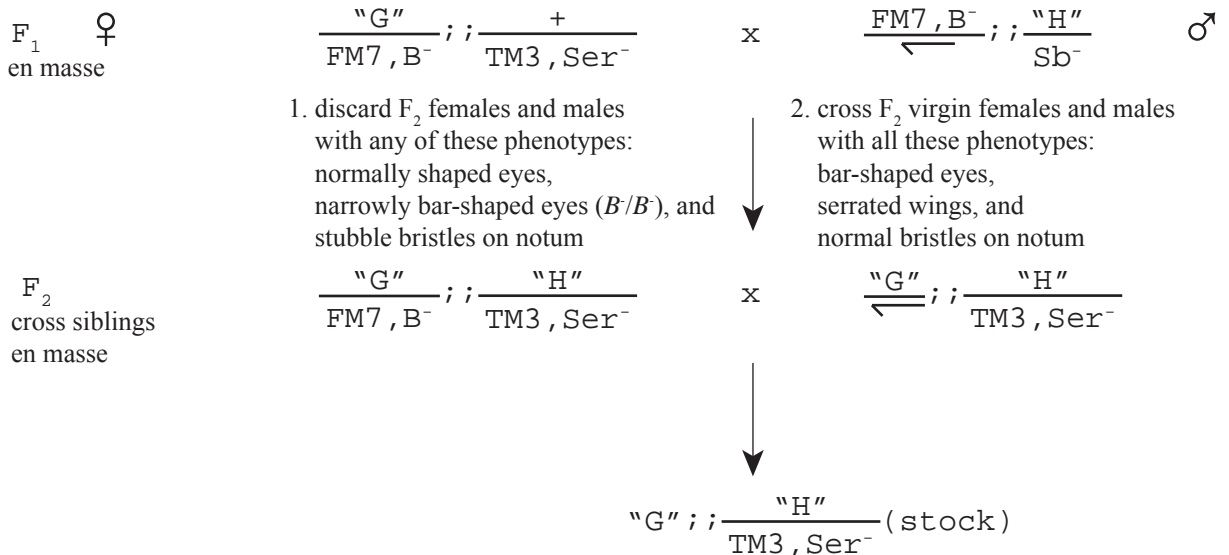 F₁ ♀ "G" / FM7,B⁻ ;; + / TM3,Ser⁻ x FM7,B⁻ ;; "H" / Sb⁻ ♂
en masse
1. discard F₂ females and males
with any of these phenotypes:
normally shaped eyes,
narrowly bar-shaped eyes (B⁻/B⁻), and
stubble bristles on notum
2. cross F₂ virgin females and males
with all these phenotypes:
bar-shaped eyes,
serrated wings, and
normal bristles on notum
F₂ "G" / FM7,B⁻ ;; "H" / TM3,Ser⁻ x "G" ;; "H" / TM3,Ser⁻
cross siblings
en masse
"G";; "H" / TM3,Ser⁻ (stock)